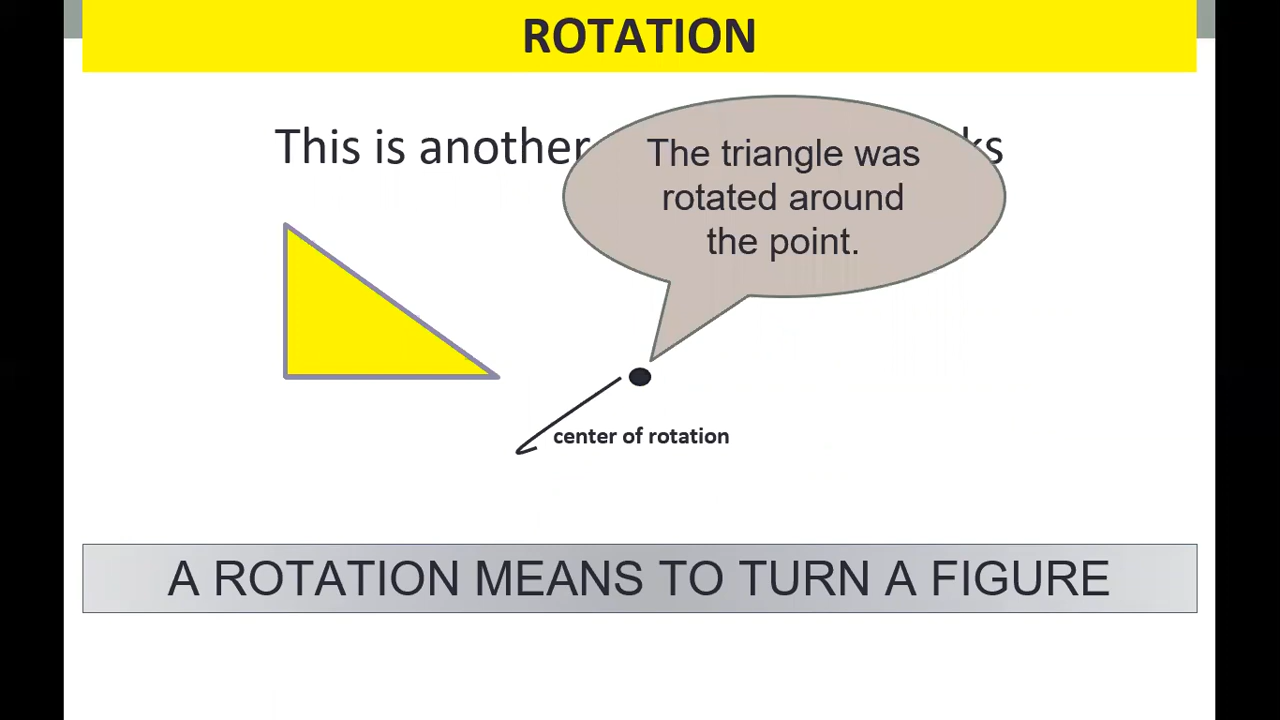 ROTATION
This is another
The triangle was
rotated around
the point.
center of rotation
A ROTATION MEANS TO TURN A FIGURE